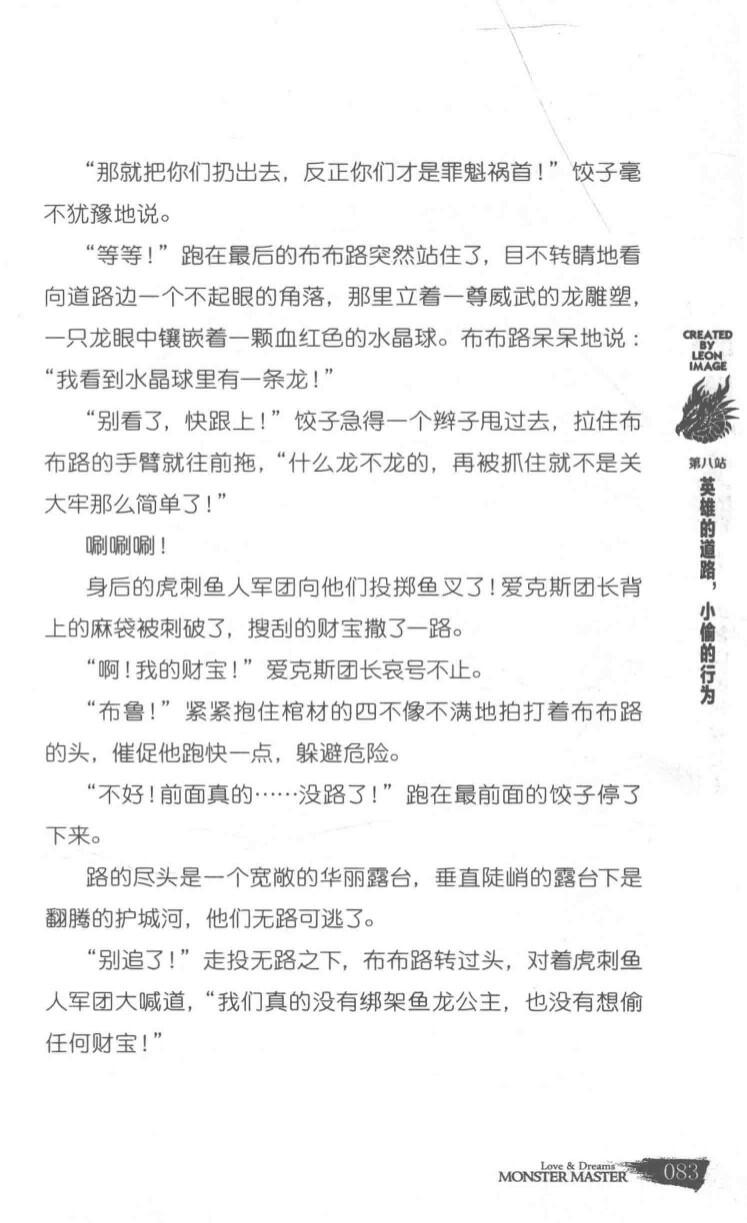 “那就把你们扔出去，反正你们才是罪魁祸首！”饺子毫
不犹豫地说。
“等等！”跑在最后的布布路突然站住了，目不转睛地看
向道路边一个不起眼的角落，那里立着一尊威武的龙雕塑，
一只龙眼中镶嵌着一颗血红色的水晶球。布布路呆呆地说：
“我看到水晶球里有一条龙！”
“别看了，快跟上！”饺子急得一个辫子甩过去，拉住布
布路的手臂就往前拖，“什么龙不龙的，再被抓住就不是关
大牢那么简单了！”
唰唰唰！
身后的虎刺鱼人军团向他们投掷鱼叉了！爱克斯团长背
上的麻袋被刺破了，搜刮的财宝撒了一路。
“啊！我的财宝！”爱克斯团长哀号不止。
“布鲁！”紧紧抱住棺材的四不像不满地拍打着布布路
的头，催促他跑快一点，躲避危险。
“不好！前面真的……没路了！”跑在最前面的饺子停了
下来。
路的尽头是一个宽敞的华丽露台，垂直陡峭的露台下是
翻腾的护城河，他们无路可逃了。
“别追了！”走投无路之下，布布路转过头，对着虎刺鱼
人军团大喊道，“我们真的没有绑架鱼龙公主，也没有想偷
任何财宝！”
CREATED
BY
LEON
IMAGE
第八站
英雄的道路，小偷的行为
Love & Dreams
MONSTER MASTER
083